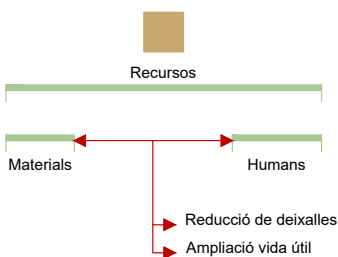 Recursos
Materials
Humans
Reducció de deixalles
Ampliació vida útil